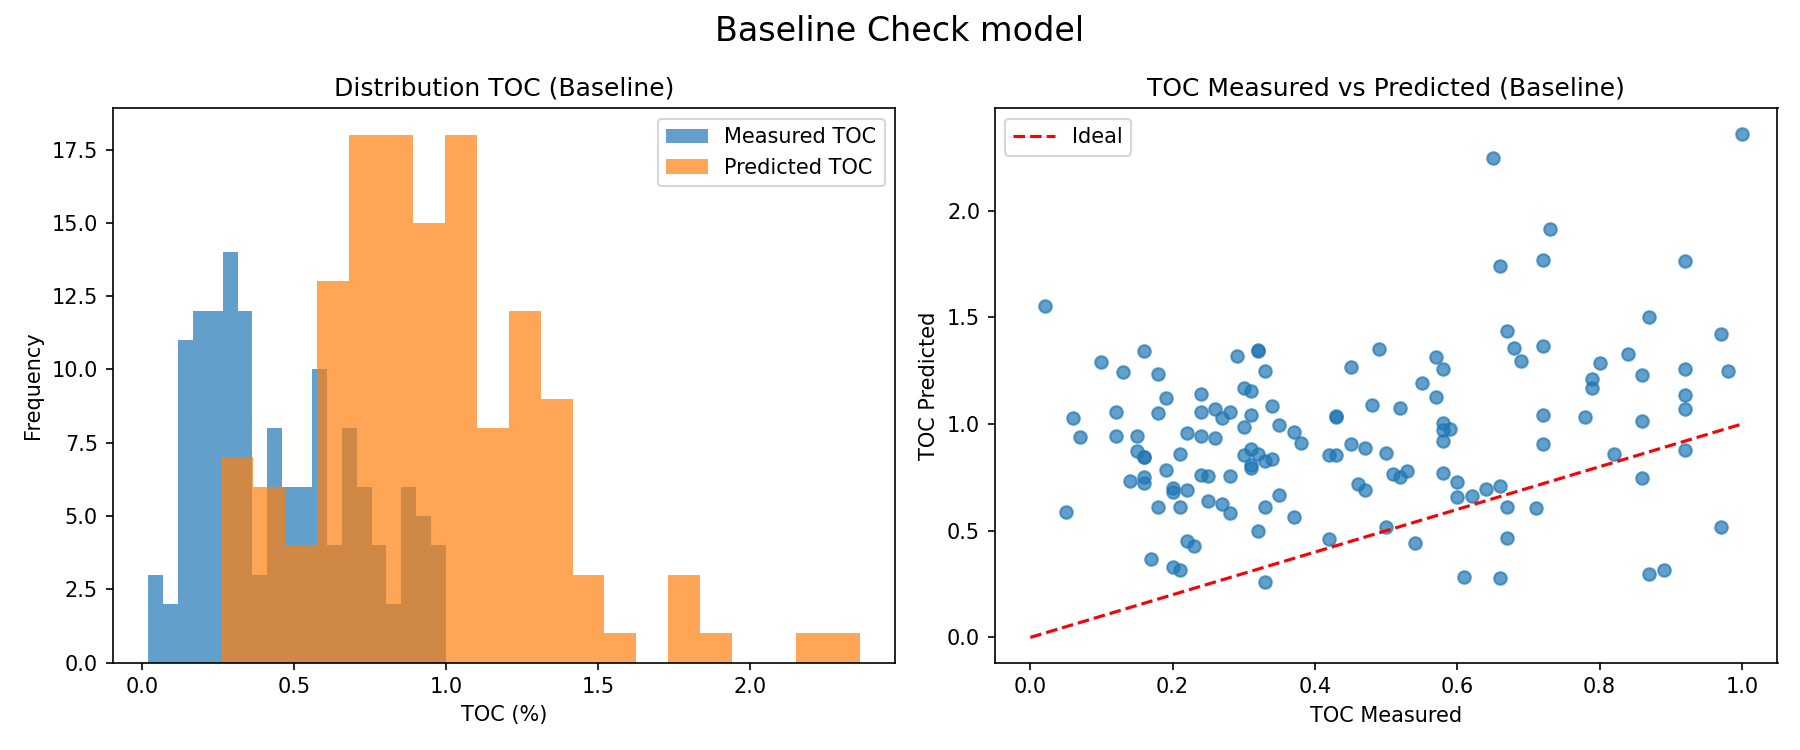 Baseline Check model
Distribution TOC (Baseline)
Measured TOC
Predicted TOC
Frequency
17.5
15.0
12.5
10.0
7.5
5.0
2.5
0.0
0.0 0.5 1.0 1.5 2.0
TOC (%)
TOC Measured vs Predicted (Baseline)
Ideal
TOC Predicted
2.0
1.5
1.0
0.5
0.0
0.0 0.2 0.4 0.6 0.8 1.0
TOC Measured